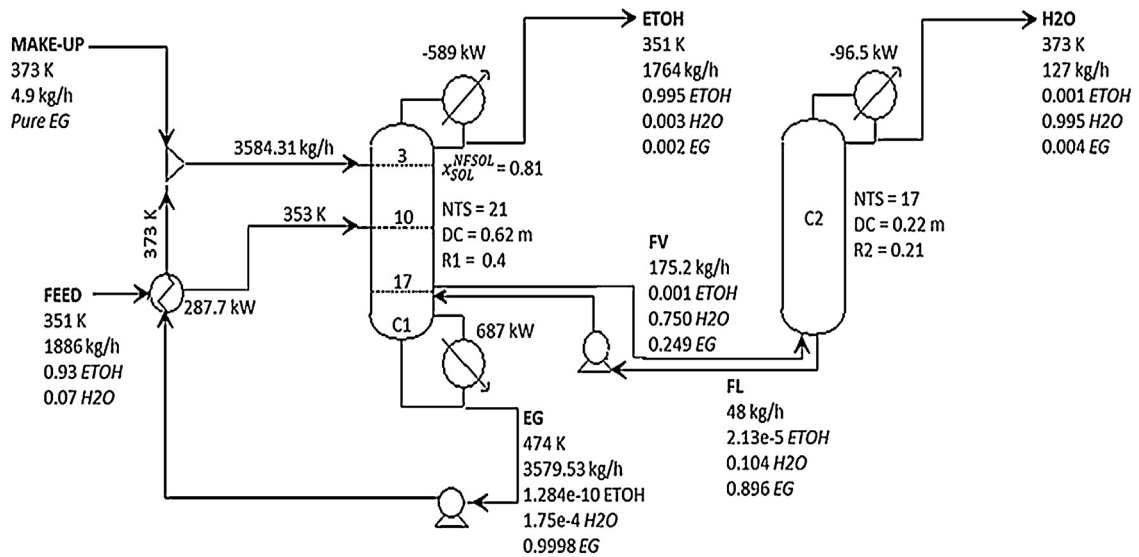 MAKE-UP
373 K
4.9 kg/h
Pure EG
3584.31 kg/h
373 K
353 K
FEED
351 K
1886 kg/h
0.93 ETOH
0.07 H2O
287.7 kW
-589 kW
3
x_SOL^NFSOL = 0.81
10
NTS = 21
DC = 0.62 m
R1 = 0.4
17
C1
687 kW
ETOH
351 K
1764 kg/h
0.995 ETOH
0.003 H2O
0.002 EG
FV
175.2 kg/h
0.001 ETOH
0.750 H2O
0.249 EG
EG
474 K
3579.53 kg/h
1.284e-10 ETOH
1.75e-4 H2O
0.9998 EG
-96.5 kW
C2
NTS = 17
DC = 0.22 m
R2 = 0.21
H2O
373 K
127 kg/h
0.001 ETOH
0.995 H2O
0.004 EG
FL
48 kg/h
2.13e-5 ETOH
0.104 H2O
0.896 EG